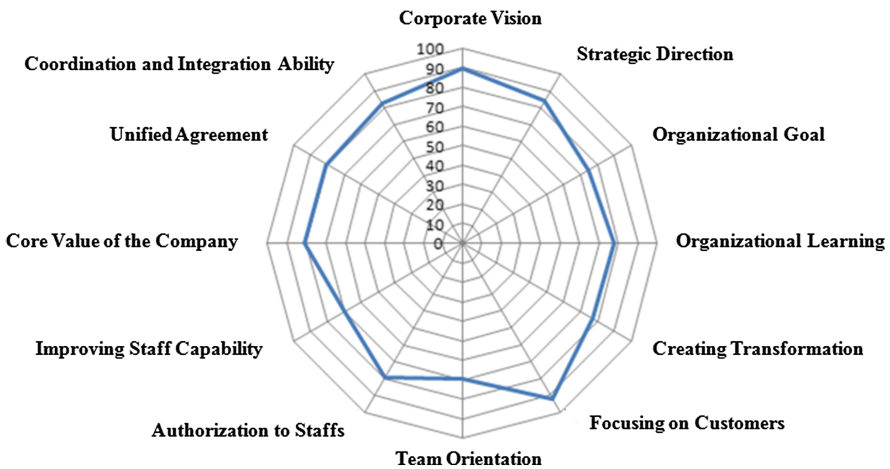 Corporate Vision
Strategic Direction
Organizational Goal
Organizational Learning
Creating Transformation
Focusing on Customers
Team Orientation
Authorization to Staffs
Improving Staff Capability
Core Value of the Company
Unified Agreement
Coordination and Integration Ability
100
90
80
70
60
50
40
30
20
10
0